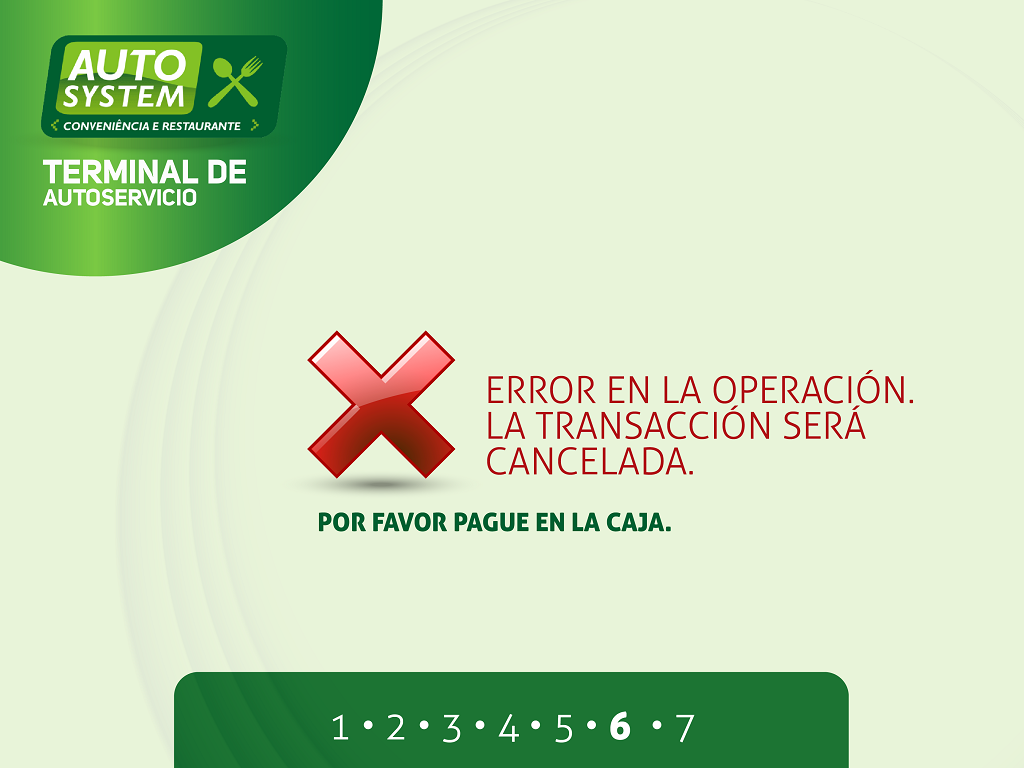 AUTO
SYSTEM
CONVENIÊNCIA E RESTAURANTE
TERMINAL DE
AUTOSERVICIO
ERROR EN LA OPERACIÓN.
LA TRANSACCIÓN SERÁ
CANCELADA.
POR FAVOR PAGUE EN LA CAJA.
1 • 2 • 3 • 4 • 5 • 6 • 7